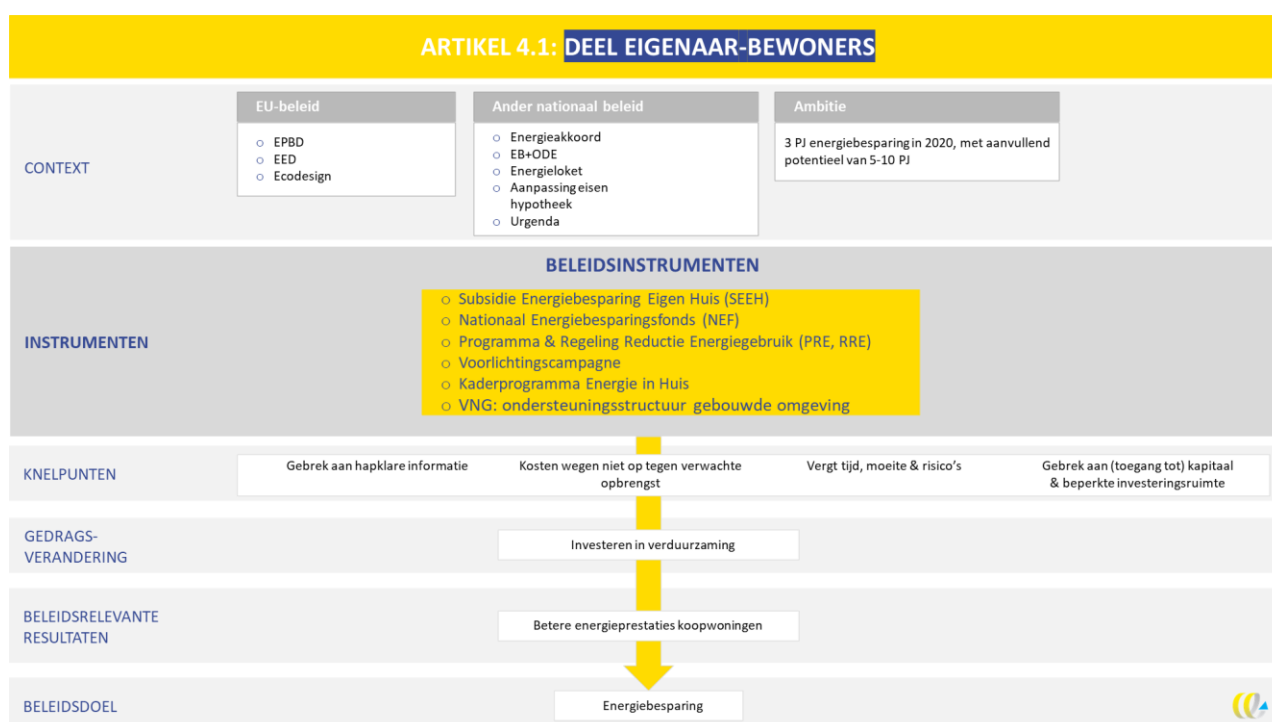 ARTIKEL 4.1: DEEL EIGENAAR-BEWONERS
CONTEXT
EU-beleid
o EPBD
o EED
o Ecodesign
Ander nationaal beleid
o Energieakkoord
o EB+ODE
o Energieloket
o Aanpassing eisen
hypotheek
o Urgenda
Ambitie
3 PJ energiebesparing in 2020, met aanvullend
potentieel van 5-10 PJ
INSTRUMENTEN
BELEIDSINSTRUMENTEN
o Subsidie Energiebesparing Eigen Huis (SEEH)
o Nationaal Energiebesparingsfonds (NEF)
o Programma & Regeling Reductie Energiegebruik (PRE, RRE)
o Voorlichtingscampagne
o Kaderprogramma Energie in Huis
o VNG: ondersteuningsstructuur gebouwde omgeving
KNELPUNTEN
Gebrek aan hapklare informatie
Kosten wegen niet op tegen verwachte
opbrengst
Vergt tijd, moeite & risico's
Gebrek aan (toegang tot) kapitaal
& beperkte investeringsruimte
GEDRAGS-
VERANDERING
Investeren in verduurzaming
BELEIDSRELEVANTE
RESULTATEN
Betere energieprestaties koopwoningen
BELEIDSDOEL
Energiebesparing